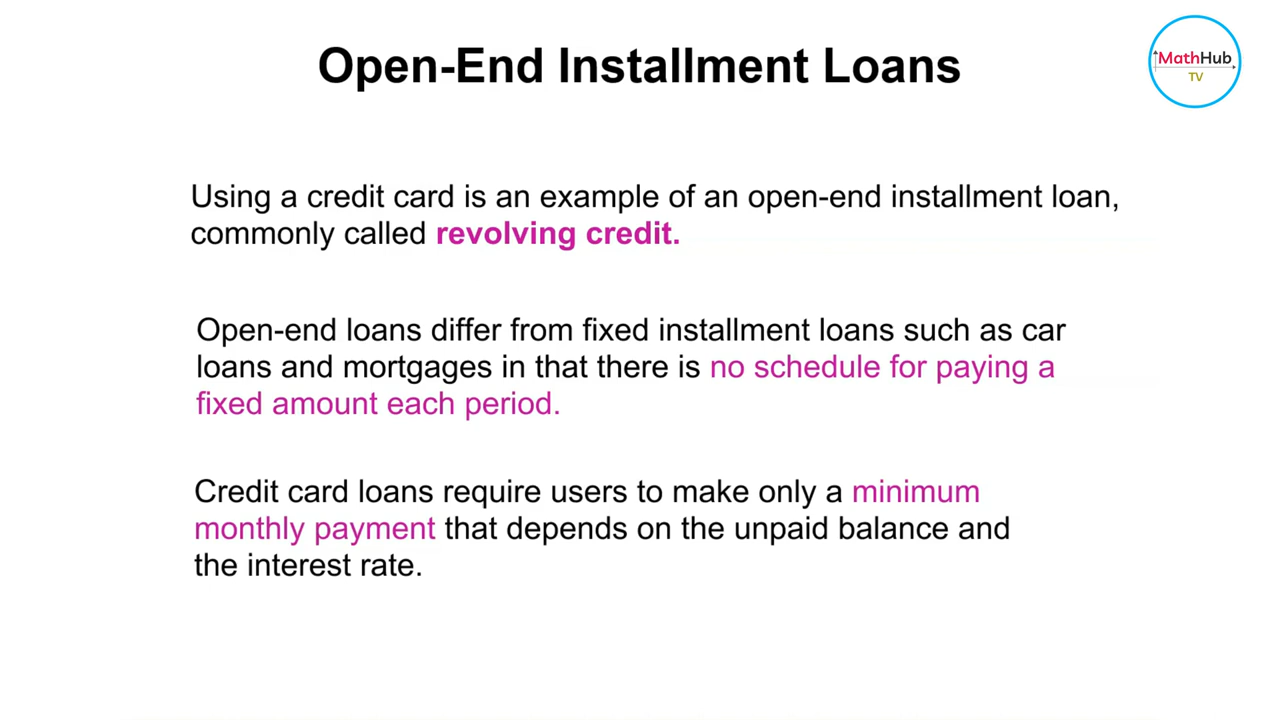 Open-End Installment Loans
MathHub
TV
Using a credit card is an example of an open-end installment loan,
commonly called revolving credit.
Open-end loans differ from fixed installment loans such as car
loans and mortgages in that there is no schedule for paying a
fixed amount each period.
Credit card loans require users to make only a minimum
monthly payment that depends on the unpaid balance and
the interest rate.